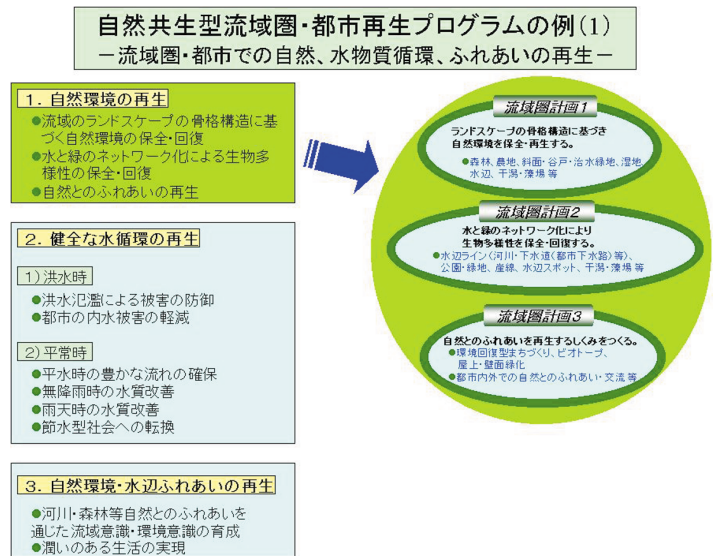 自然共生型流域圏・都市再生プログラムの例(1)
－流域圏・都市での自然、水物質循環、ふれあいの再生－
1. 自然環境の再生
●流域のランドスケープの骨格構造に基
づく自然環境の保全・回復
●水と緑のネットワーク化による生物多
様性の保全・回復
●自然とのふれあいの再生
2. 健全な水循環の再生
1)洪水時
●洪水氾濫による被害の防御
●都市の内水被害の軽減
2)平常時
●平水時の豊かな流れの確保
●無降雨時の水質改善
●雨天時の水質改善
●節水型社会への転換
3. 自然環境・水辺ふれあいの再生
●河川・森林等自然とのふれあいを
通じた流域意識・環境意識の育成
●潤いのある生活の実現
流域圏計画1
ランドスケープの骨格構造に基づき
自然環境を保全・再生する。
●森林、農地、斜面・谷戸・治水緑地、湿地、
水辺、干潟・藻場 等
流域圏計画2
水と緑のネットワーク化により
生物多様性を保全・回復する。
●水辺ライン(河川・下水道(都市下水路)等)、
公園・緑地、崖線、水辺スポット、干潟・藻場 等
流域圏計画3
自然とのふれあいを再生するしくみをつくる。
●環境回復型まちづくり、ビオトープ、
屋上・壁面緑化
●都市内外での自然とのふれあい・交流 等